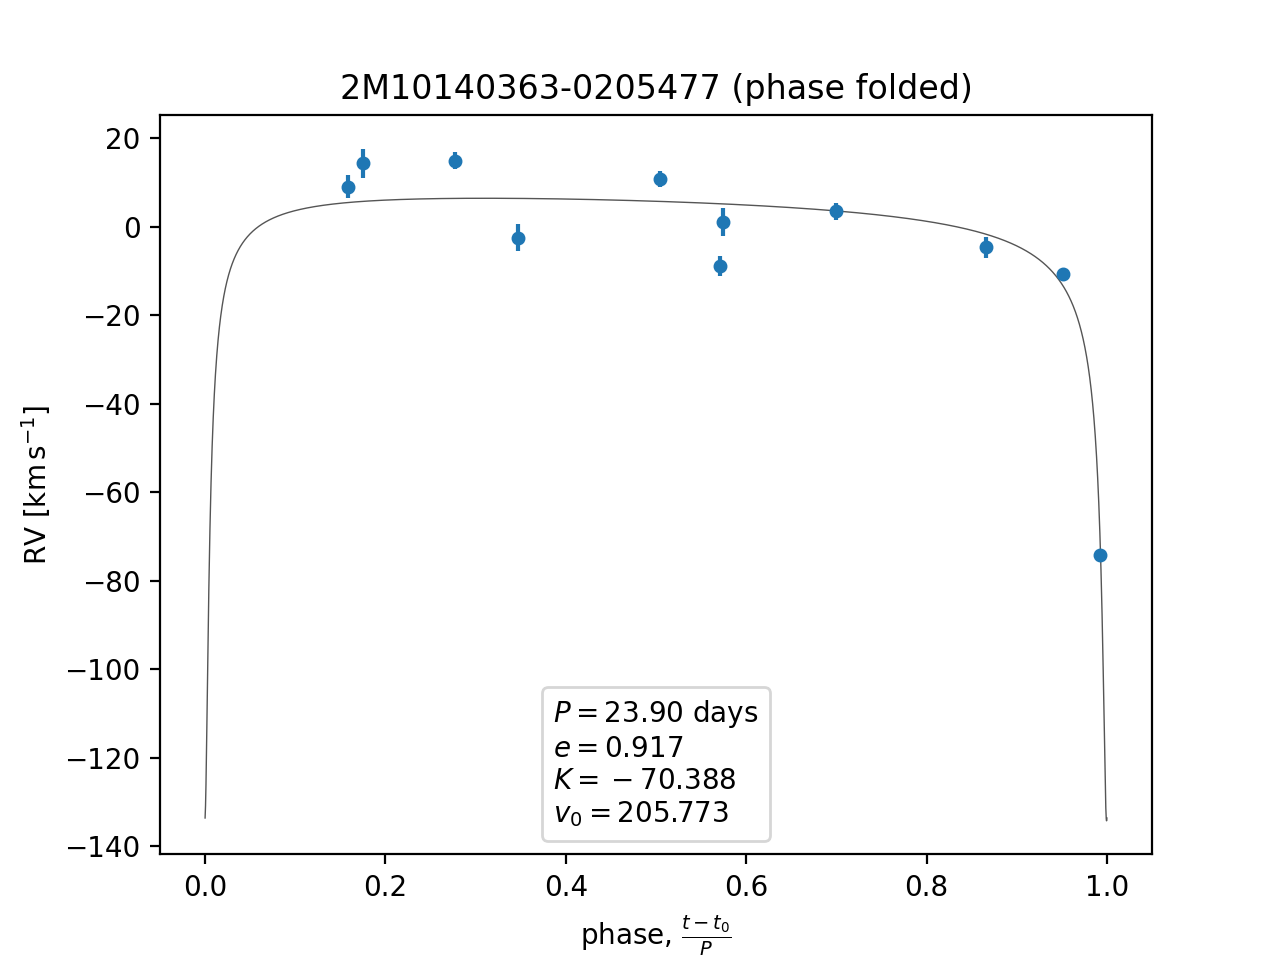 2M10140363-0205477 (phase folded)
20
0
−20
−40
−60
−80
−100
−120
−140
RV [km s⁻¹]
P = 23.90 days
e = 0.917
K = − 70.388
v₀ = 205.773
0.0 0.2 0.4 0.6 0.8 1.0
phase, (t − t₀)/P